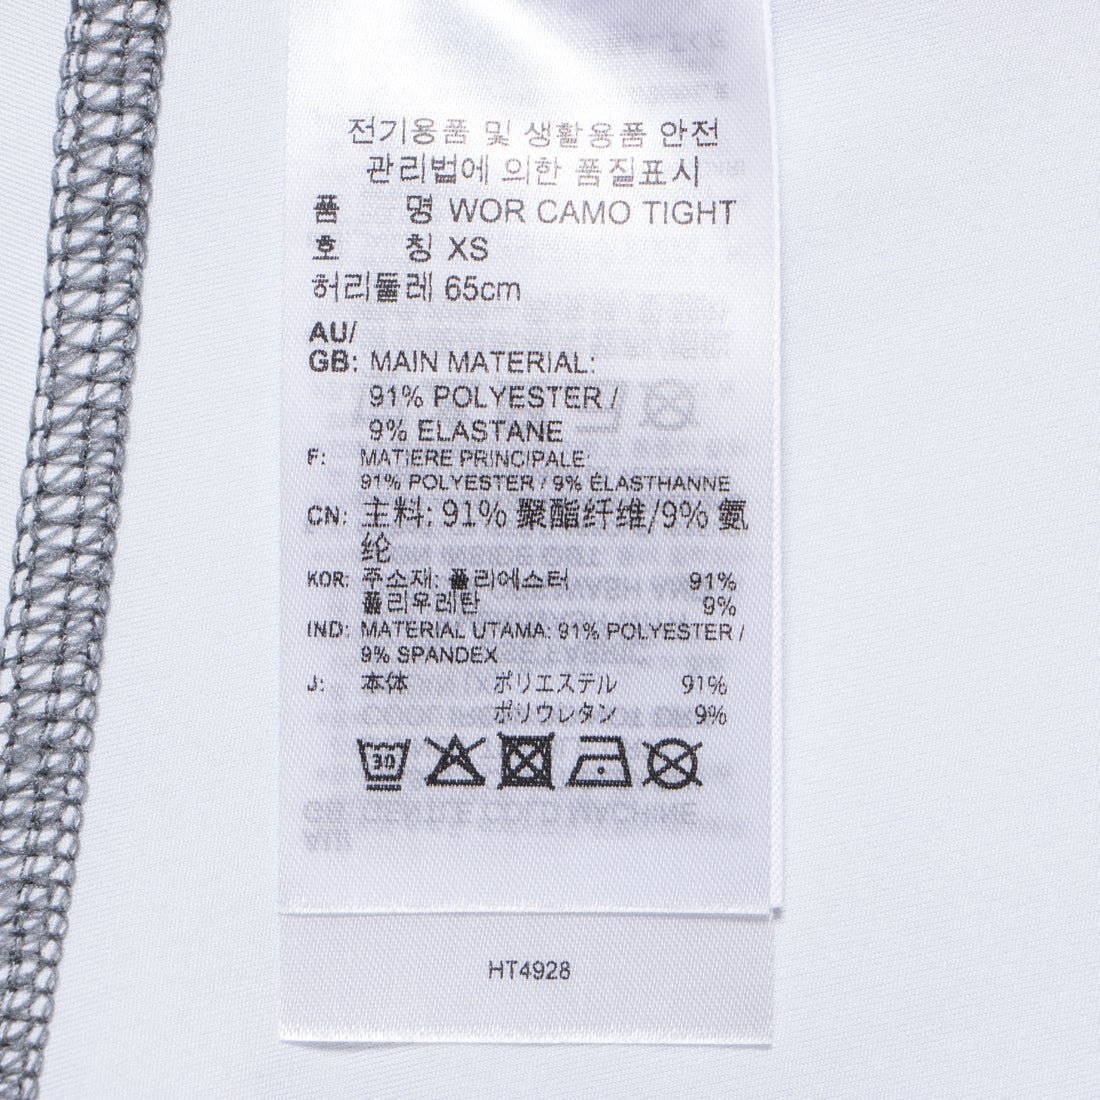 전기용품 및 생활용품 안전
관리법에 의한 품질표시
품 명 WOR CAMO TIGHT
호 칭 XS
허리둘레 65cm
AU/
GB: MAIN MATERIAL:
91% POLYESTER /
9% ELASTANE
F: MATIERE PRINCIPALE:
91% POLYESTER / 9% ÉLASTHANNE
CN: 主料: 91% 聚酯纤维/9% 氨
纶
KOR: 주소재: 폴리에스터 91%
폴리우레탄 9%
IND: MATERIAL UTAMA: 91% POLYESTER /
9% SPANDEX
J: 本体 ポリエステル 91%
ポリウレタン 9%
30
HT4928